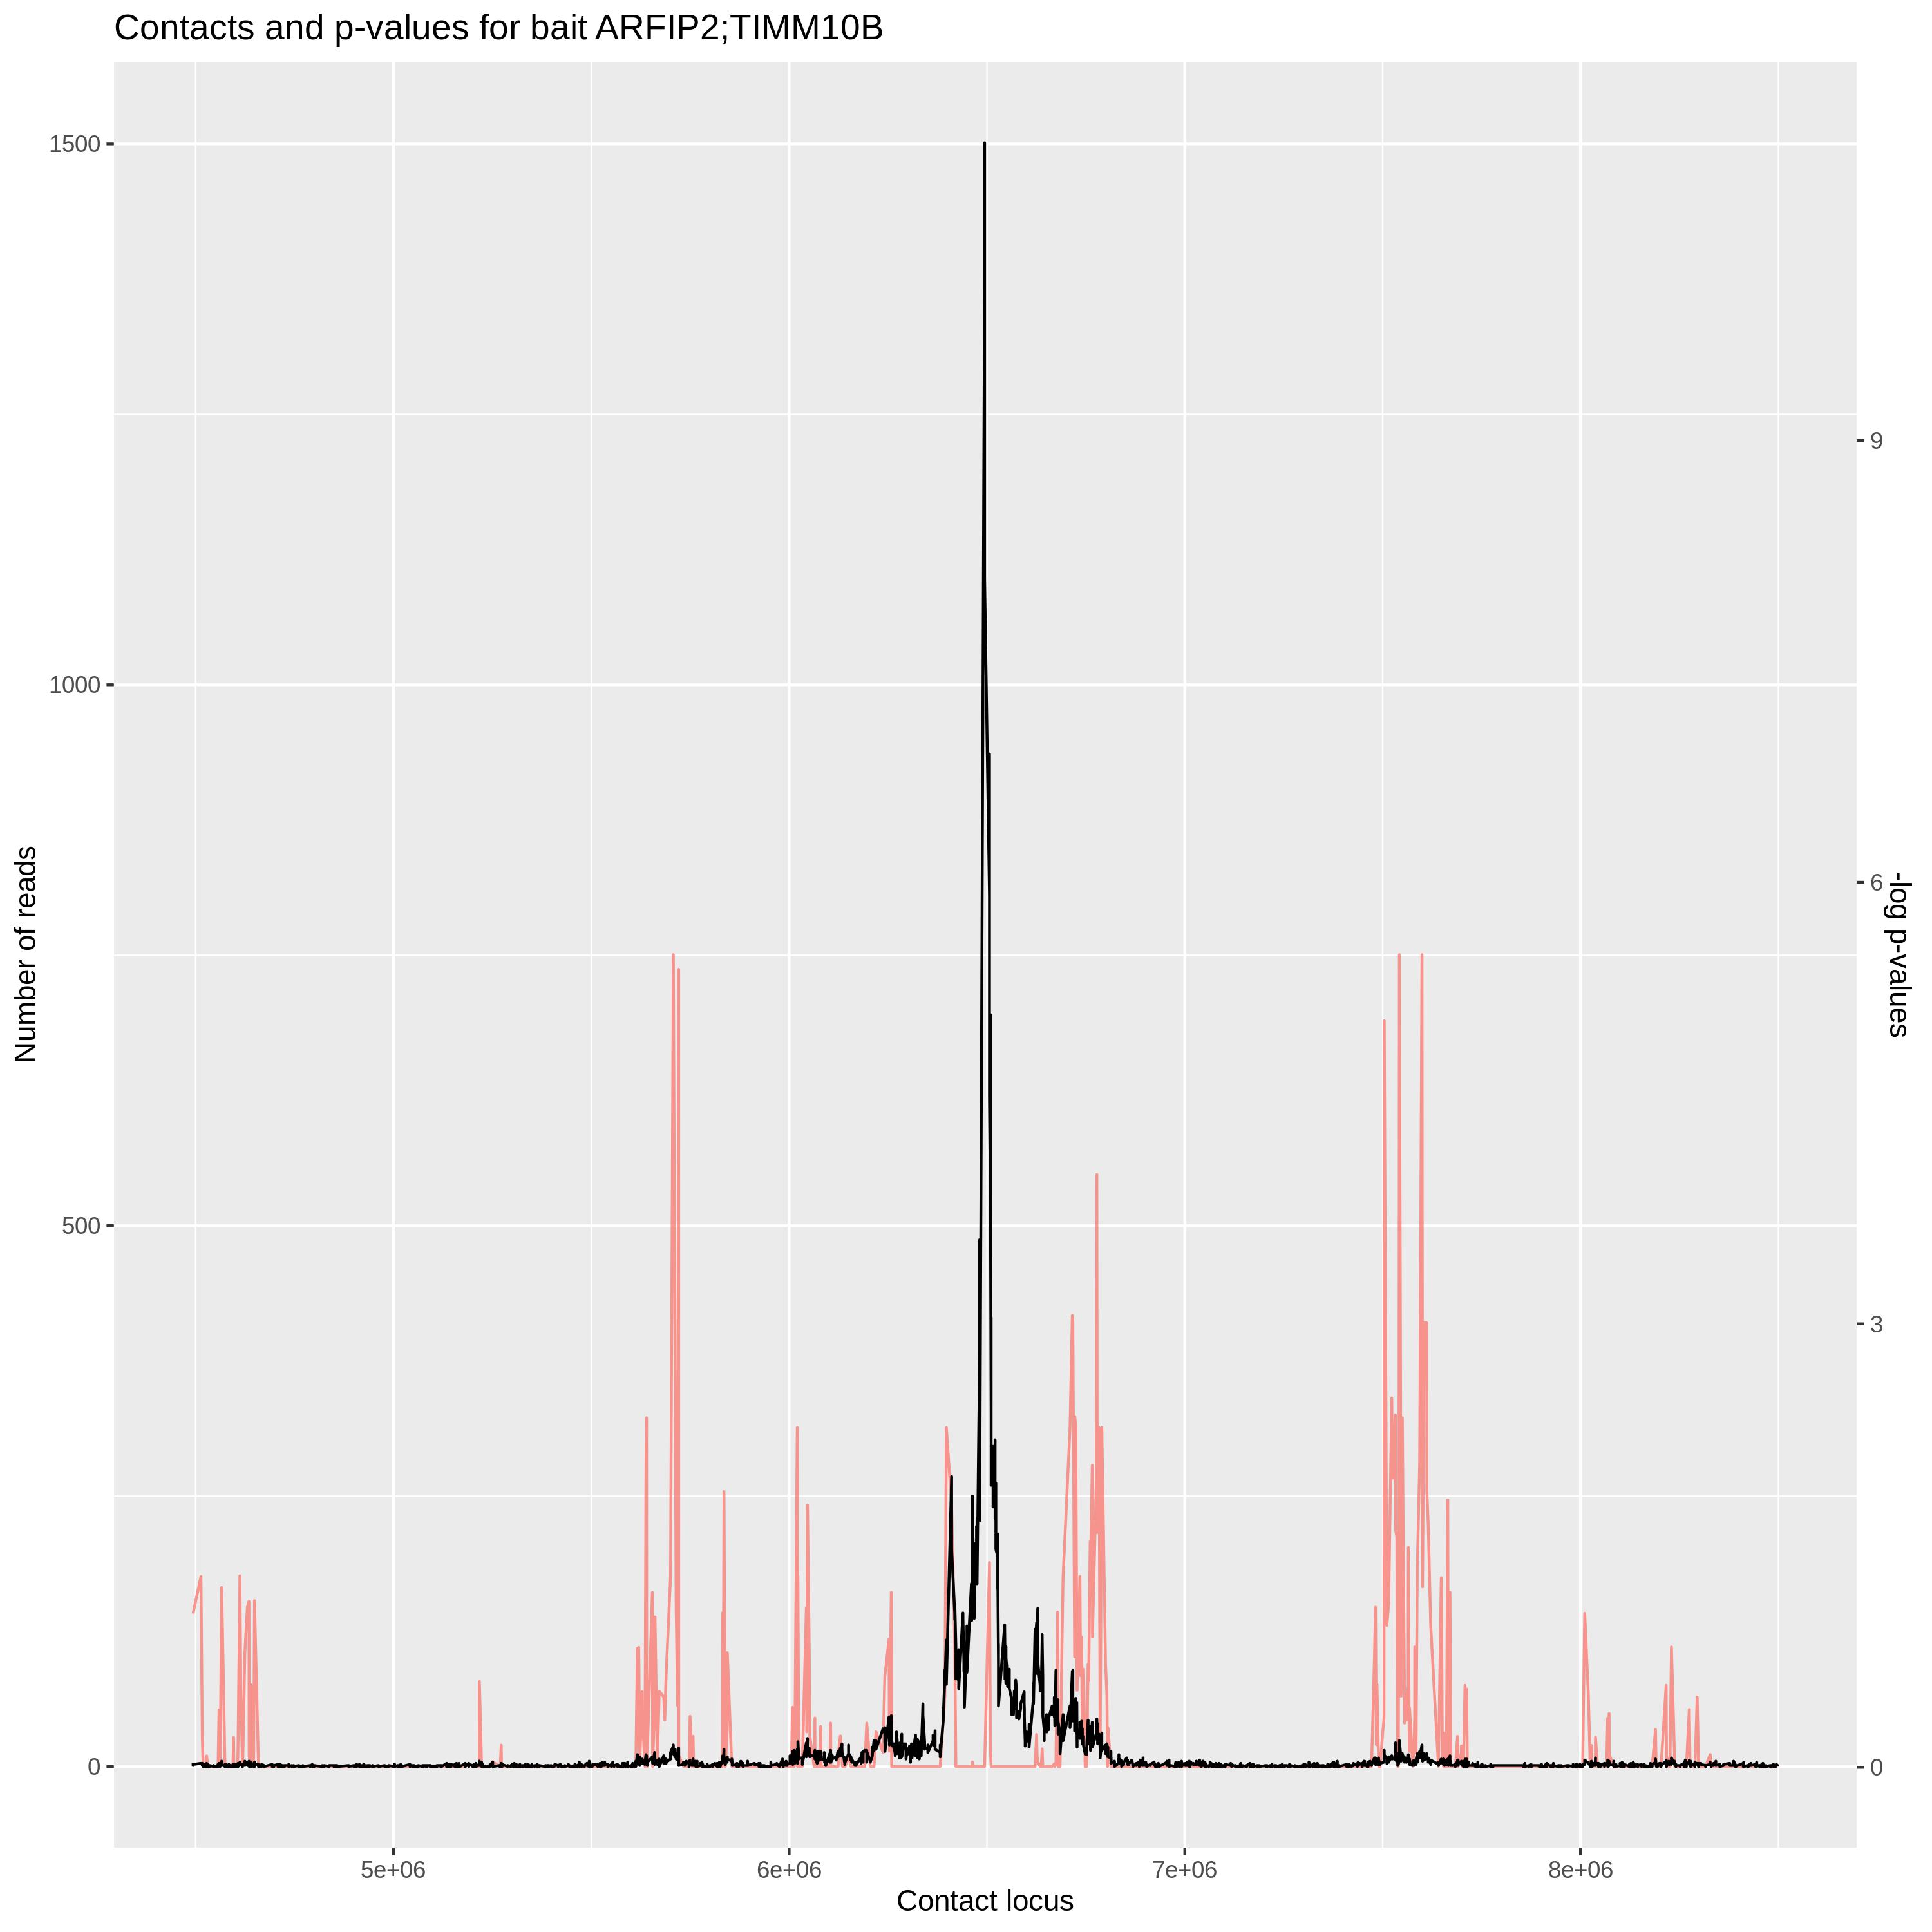 Contacts and p-values for bait ARFIP2;TIMM10B
1500
1000
500
0
Number of reads
9
6
3
0
-log p-values
5e+06
6e+06
7e+06
8e+06
Contact locus